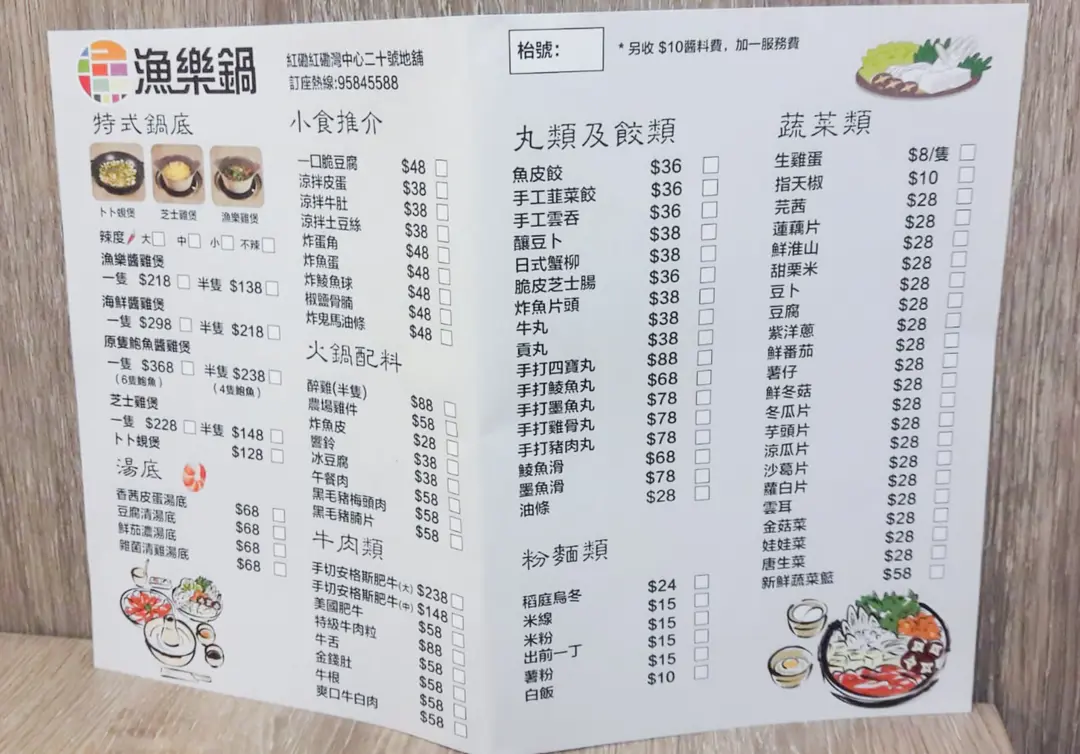 漁樂鍋
紅磡紅磡灣中心二十號地舖
訂座熱線:95845588
特式鍋底
卜卜蜆煲 芝士雞煲 漁樂雞煲
辣度 大 中 小 不辣
漁樂醬雞煲
一隻 $218 半隻 $138
海鮮醬雞煲
一隻 $298 半隻 $218
原隻鮑魚醬雞煲
一隻 $368 半隻 $238
(6隻鮑魚) (4隻鮑魚)
芝士雞煲
一隻 $228 半隻 $148
卜卜蜆煲 $128
湯底
香茜皮蛋湯底 $68
豆腐清湯底 $68
鮮茄濃湯底 $68
雜菌清雞湯底 $68
小食推介
一口脆豆腐 $48
涼拌皮蛋 $38
涼拌牛肚 $38
涼拌土豆絲 $38
炸蛋角 $48
炸魚蛋 $48
炸鯪魚球 $48
椒鹽骨腩 $48
炸鬼馬油條 $48
火鍋配料
醉雞(半隻) $88
農場雞件 $58
炸魚皮 $28
響鈴 $38
冰豆腐 $38
午餐肉 $58
黑毛豬梅頭肉 $58
黑毛豬腩片 $58
牛肉類
手切安格斯肥牛(大) $238
手切安格斯肥牛(中) $148
美國肥牛 $58
特級牛肉粒 $88
牛舌 $58
金錢肚 $58
牛根 $58
爽口牛白肉 $58
枱號:
* 另收 $10醬料費, 加一服務費
丸類及餃類
魚皮餃 $36
手工韮菜餃 $36
手工雲吞 $36
釀豆卜 $38
日式蟹柳 $38
脆皮芝士腸 $36
炸魚片頭 $38
牛丸 $38
貢丸 $38
手打四寶丸 $88
手打鯪魚丸 $68
手打墨魚丸 $78
手打雞骨丸 $78
手打豬肉丸 $78
鯪魚滑 $68
墨魚滑 $78
油條 $28
粉麵類
稻庭烏冬 $24
米線 $15
米粉 $15
出前一丁 $15
薯粉 $15
白飯 $10
蔬菜類
生雞蛋 $8/隻
指天椒 $10
芫茜 $28
蓮藕片 $28
鮮淮山 $28
甜栗米 $28
豆卜 $28
豆腐 $28
紫洋蔥 $28
鮮番茄 $28
薯仔 $28
鮮冬菇 $28
冬瓜片 $28
芋頭片 $28
涼瓜片 $28
沙葛片 $28
蘿白片 $28
雲耳 $28
金菇菜 $28
娃娃菜 $28
唐生菜 $28
新鮮蔬菜籃 $58